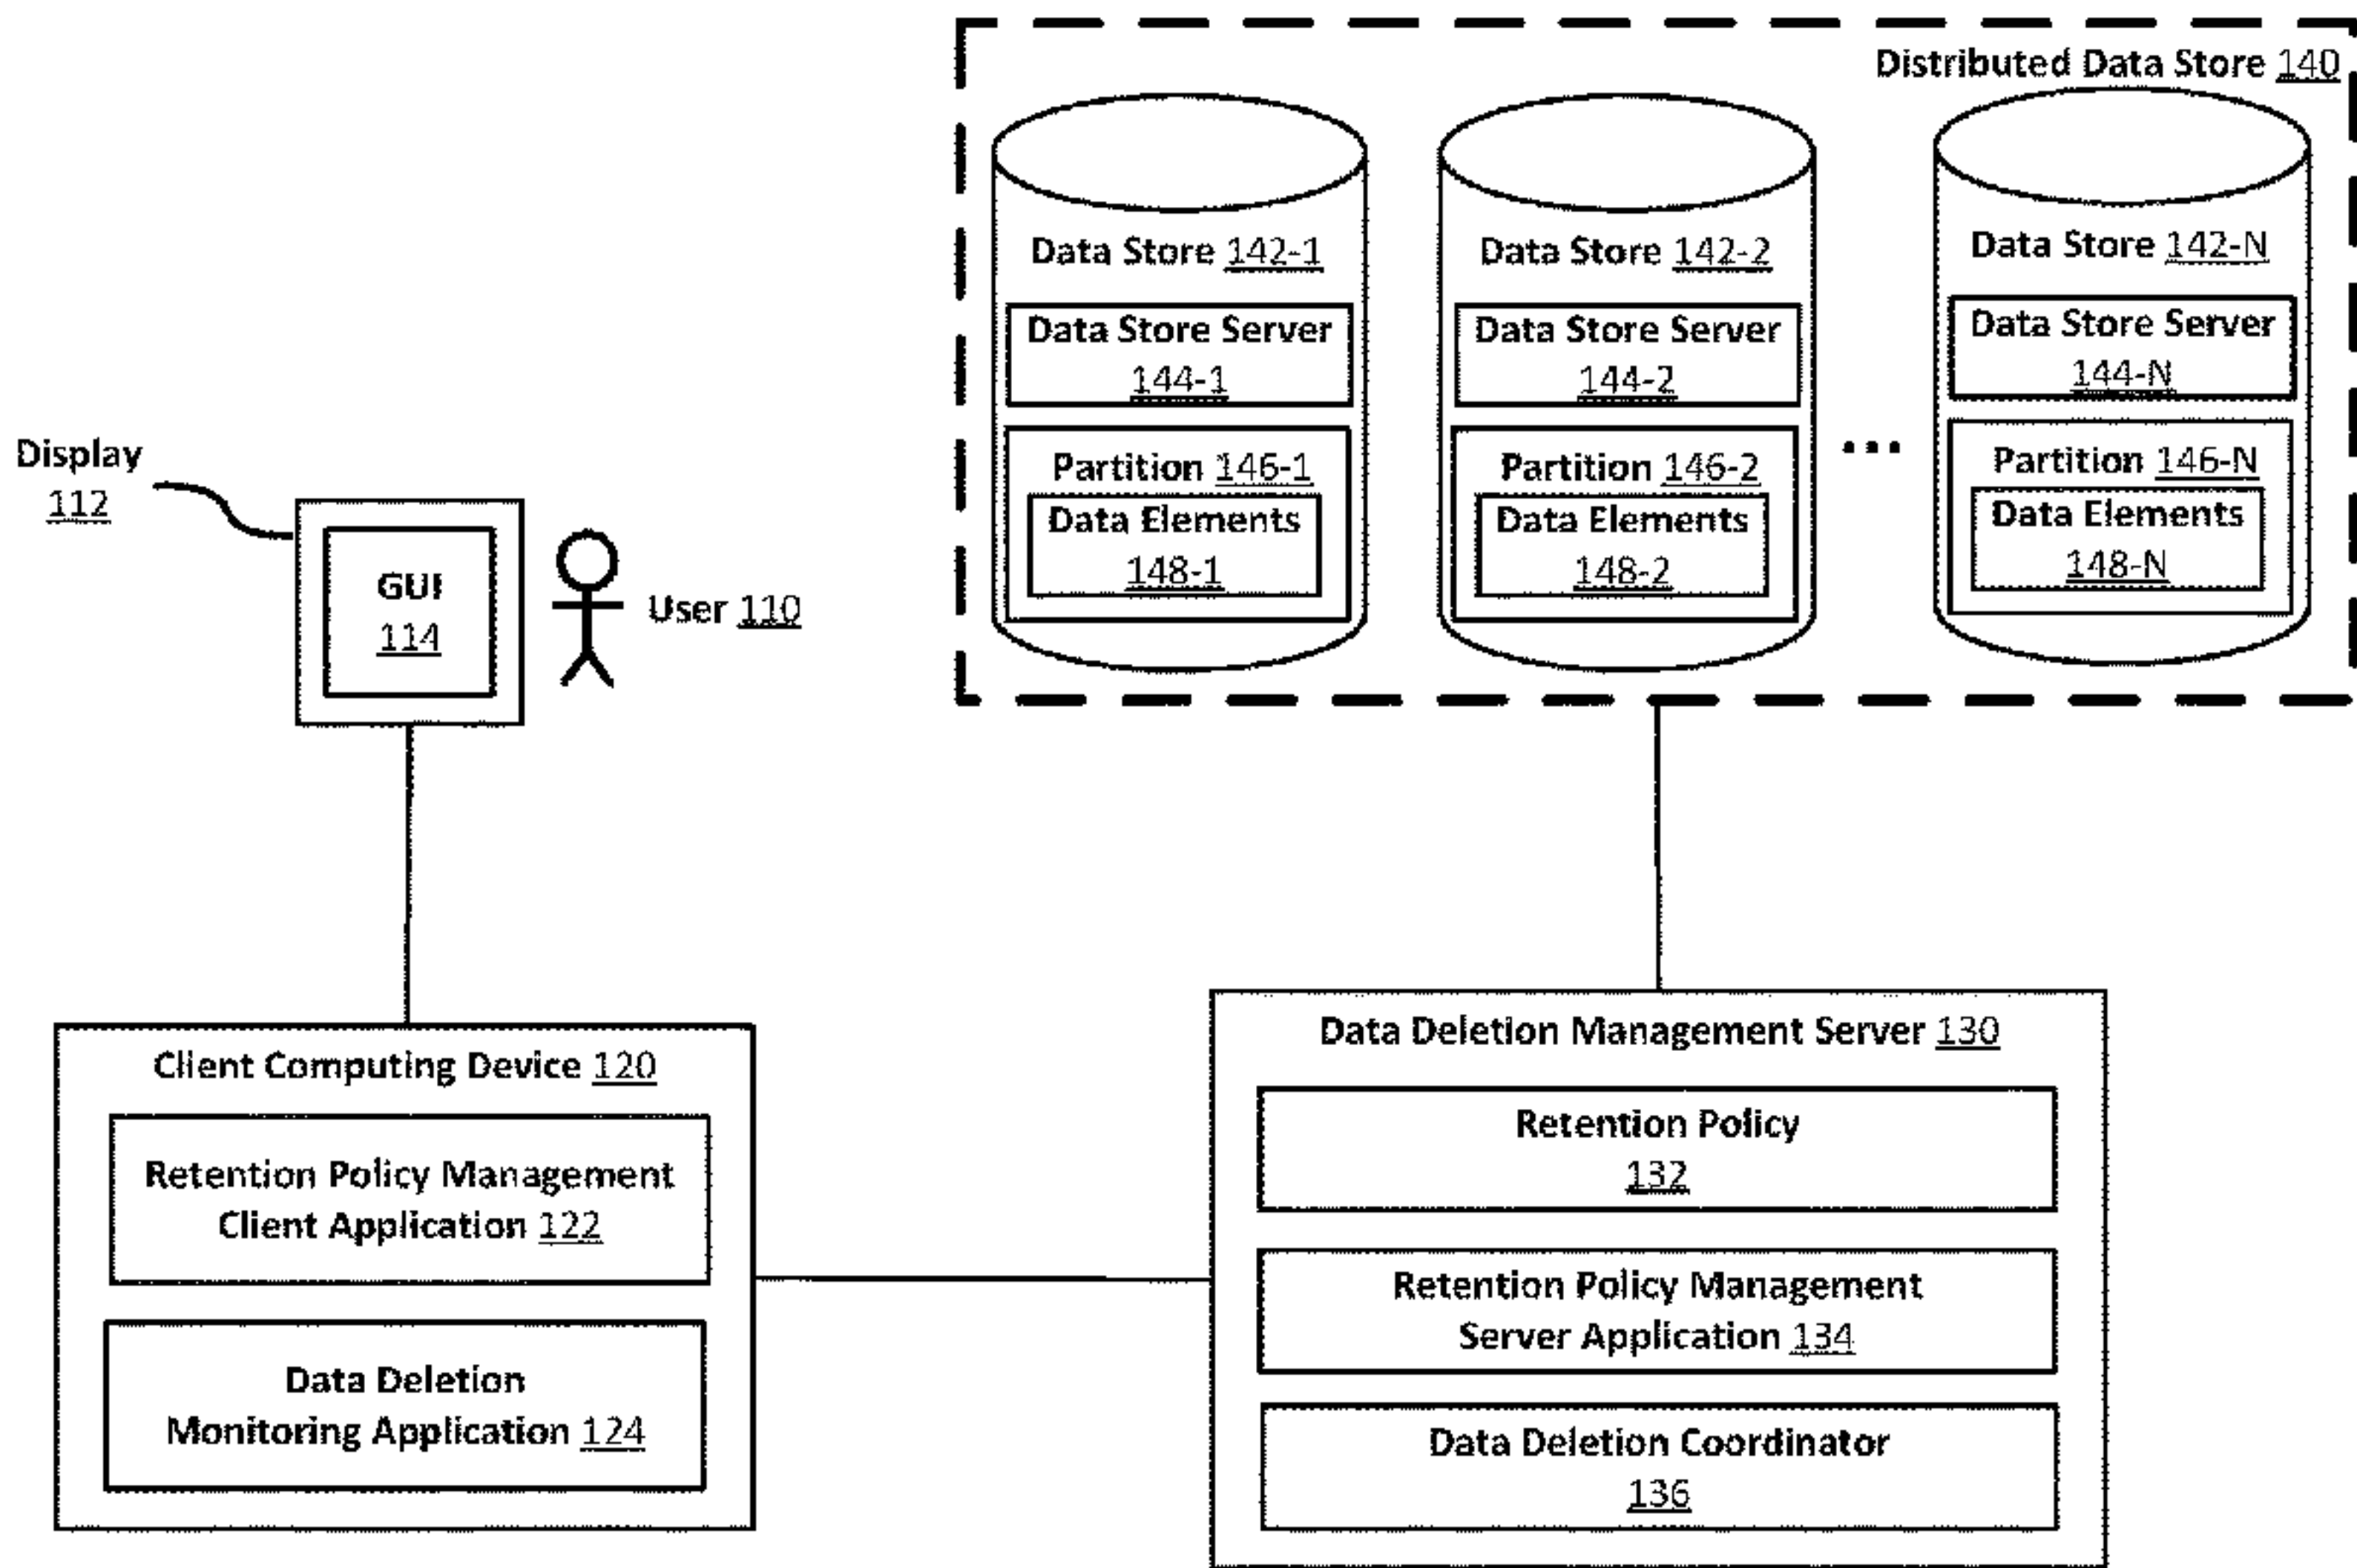 Distributed Data Store 140
Data Store 142-1
Data Store Server
144-1
Partition 146-1
Data Elements
148-1
Data Store 142-2
Data Store Server
144-2
Partition 146-2
Data Elements
148-2
...
Data Store 142-N
Data Store Server
144-N
Partition 146-N
Data Elements
148-N
Display
112
GUI
114
User 110
Client Computing Device 120
Retention Policy Management
Client Application 122
Data Deletion
Monitoring Application 124
Data Deletion Management Server 130
Retention Policy
132
Retention Policy Management
Server Application 134
Data Deletion Coordinator
136